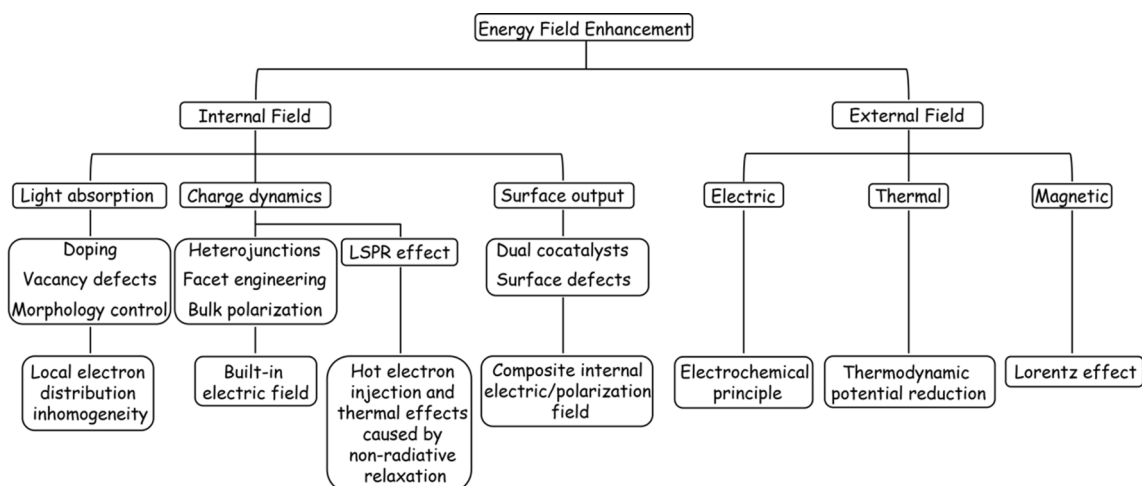 Energy Field Enhancement
Internal Field
External Field
Light absorption
Charge dynamics
Surface output
Electric
Thermal
Magnetic
Doping
Vacancy defects
Morphology control
Heterojunctions
Facet engineering
Bulk polarization
LSPR effect
Dual cocatalysts
Surface defects
Local electron
distribution
inhomogeneity
Built-in
electric field
Hot electron
injection and
thermal effects
caused by
non-radiative
relaxation
Composite internal
electric/polarization
field
Electrochemical
principle
Thermodynamic
potential reduction
Lorentz effect